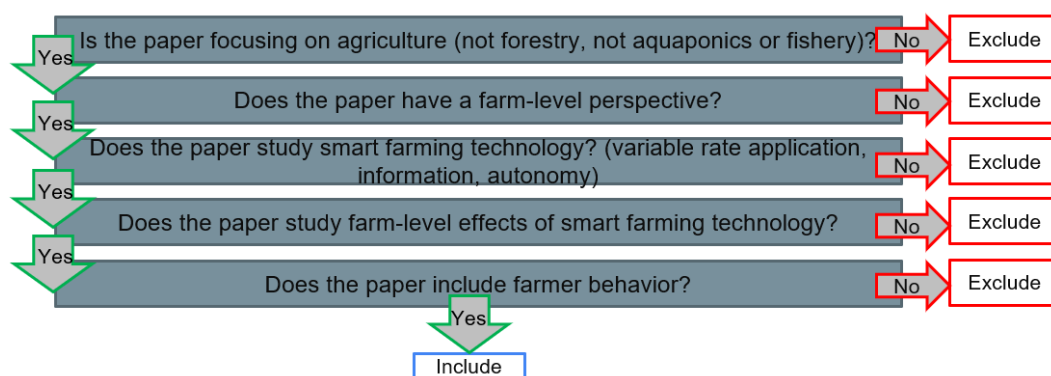 Is the paper focusing on agriculture (not forestry, not aquaponics or fishery)?
No
Exclude
Yes
Does the paper have a farm-level perspective?
No
Exclude
Yes
Does the paper study smart farming technology? (variable rate application,
information, autonomy)
No
Exclude
Yes
Does the paper study farm-level effects of smart farming technology?
No
Exclude
Yes
Does the paper include farmer behavior?
No
Exclude
Yes
Include